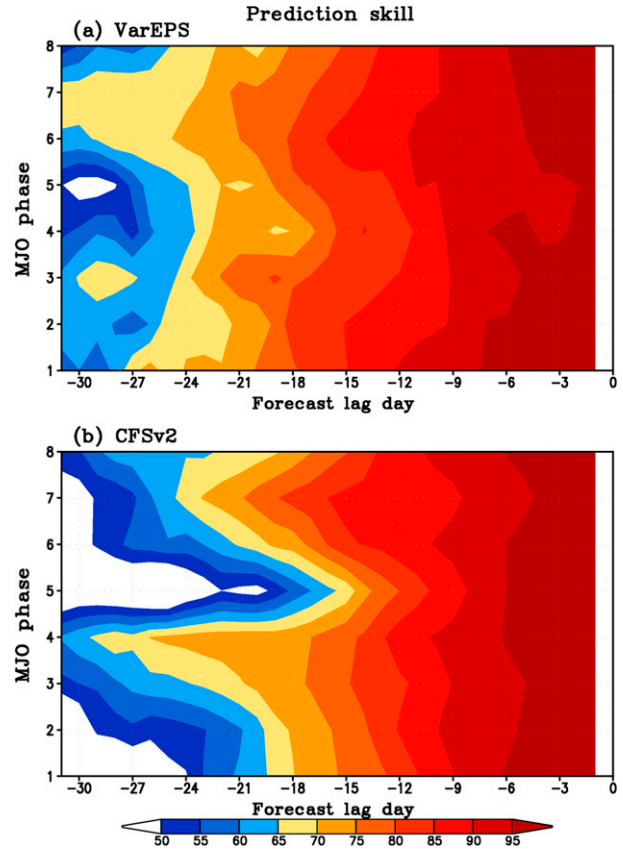 Prediction skill
(a) VarEPS
8
7
6
5
4
3
2
1
MJO phase
-30 -27 -24 -21 -18 -15 -12 -9 -6 -3 0
Forecast lag day
(b) CFSv2
8
7
6
5
4
3
2
1
MJO phase
-30 -27 -24 -21 -18 -15 -12 -9 -6 -3 0
Forecast lag day
50 55 60 65 70 75 80 85 90 95